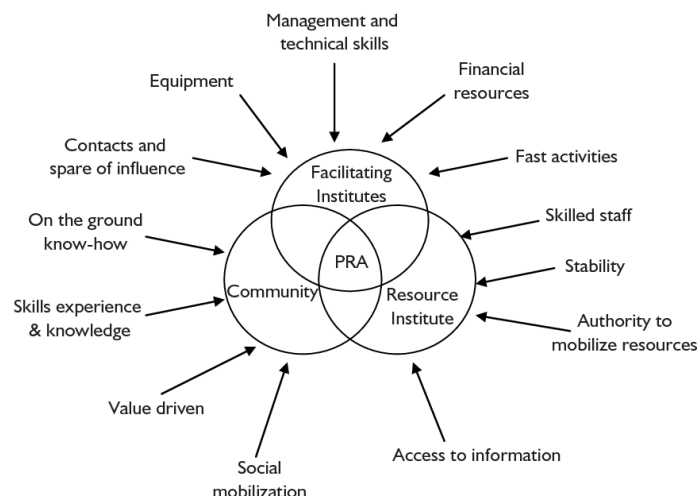 Management and
technical skills
Equipment
Financial
resources
Contacts and
spare of influence
Fast activities
Facilitating
Institutes
On the ground
know-how
Skilled staff
PRA
Stability
Community
Resource
Institute
Skills experience
& knowledge
Authority to
mobilize resources
Value driven
Access to information
Social
mobilization